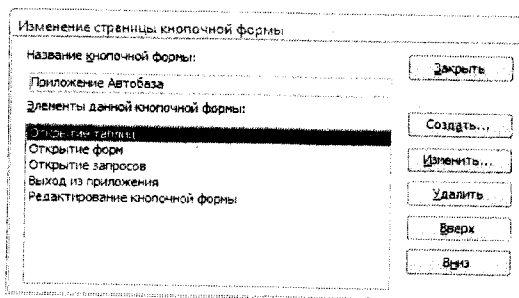 Изменение страницы кнопочной формы
Название кнопочной формы:
Закрыть
Приложение Автобаза
Элементы данной кнопочной формы:
Создать...
Открытие таблиц
Открытие форм
Изменить...
Открытие запросов
Выход из приложения
Удалить
Редактирование кнопочной формы
Вверх
Вниз